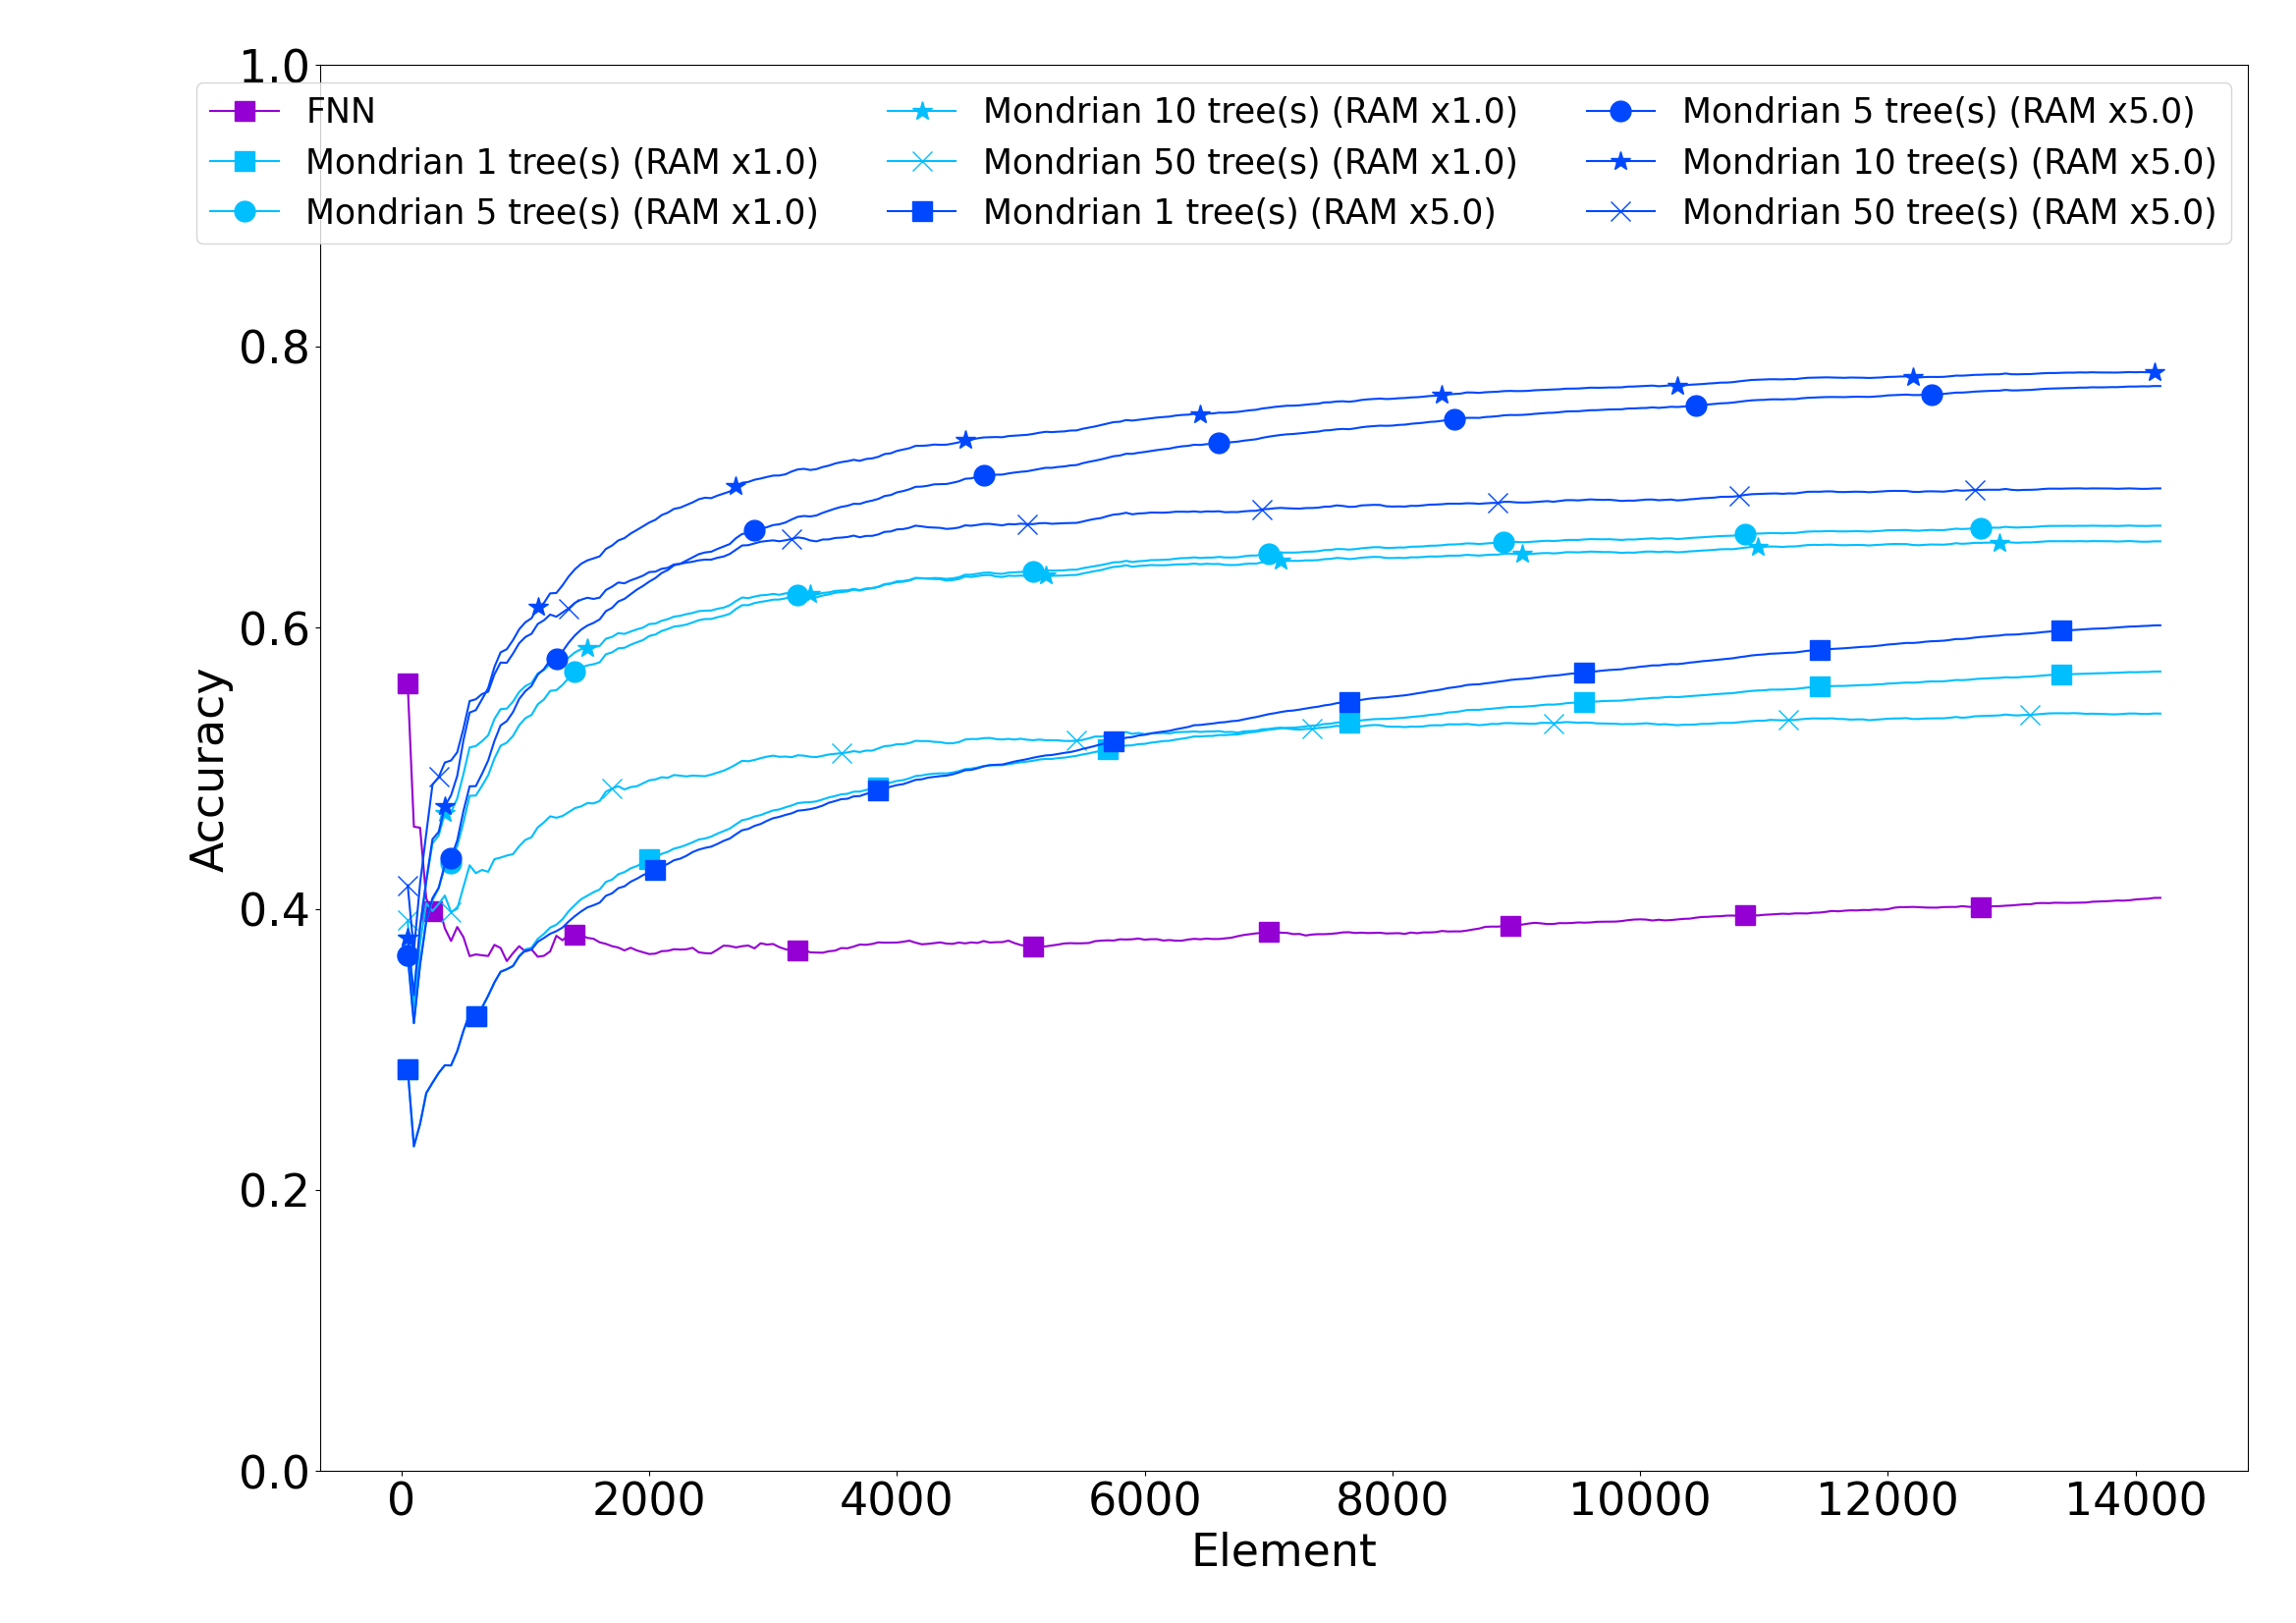 1.0
FNN
Mondrian 1 tree(s) (RAM x1.0)
Mondrian 5 tree(s) (RAM x1.0)
Mondrian 10 tree(s) (RAM x1.0)
Mondrian 50 tree(s) (RAM x1.0)
Mondrian 1 tree(s) (RAM x5.0)
Mondrian 5 tree(s) (RAM x5.0)
Mondrian 10 tree(s) (RAM x5.0)
Mondrian 50 tree(s) (RAM x5.0)
0.8
0.6
0.4
0.2
0.0
Accuracy
0 2000 4000 6000 8000 10000 12000 14000
Element